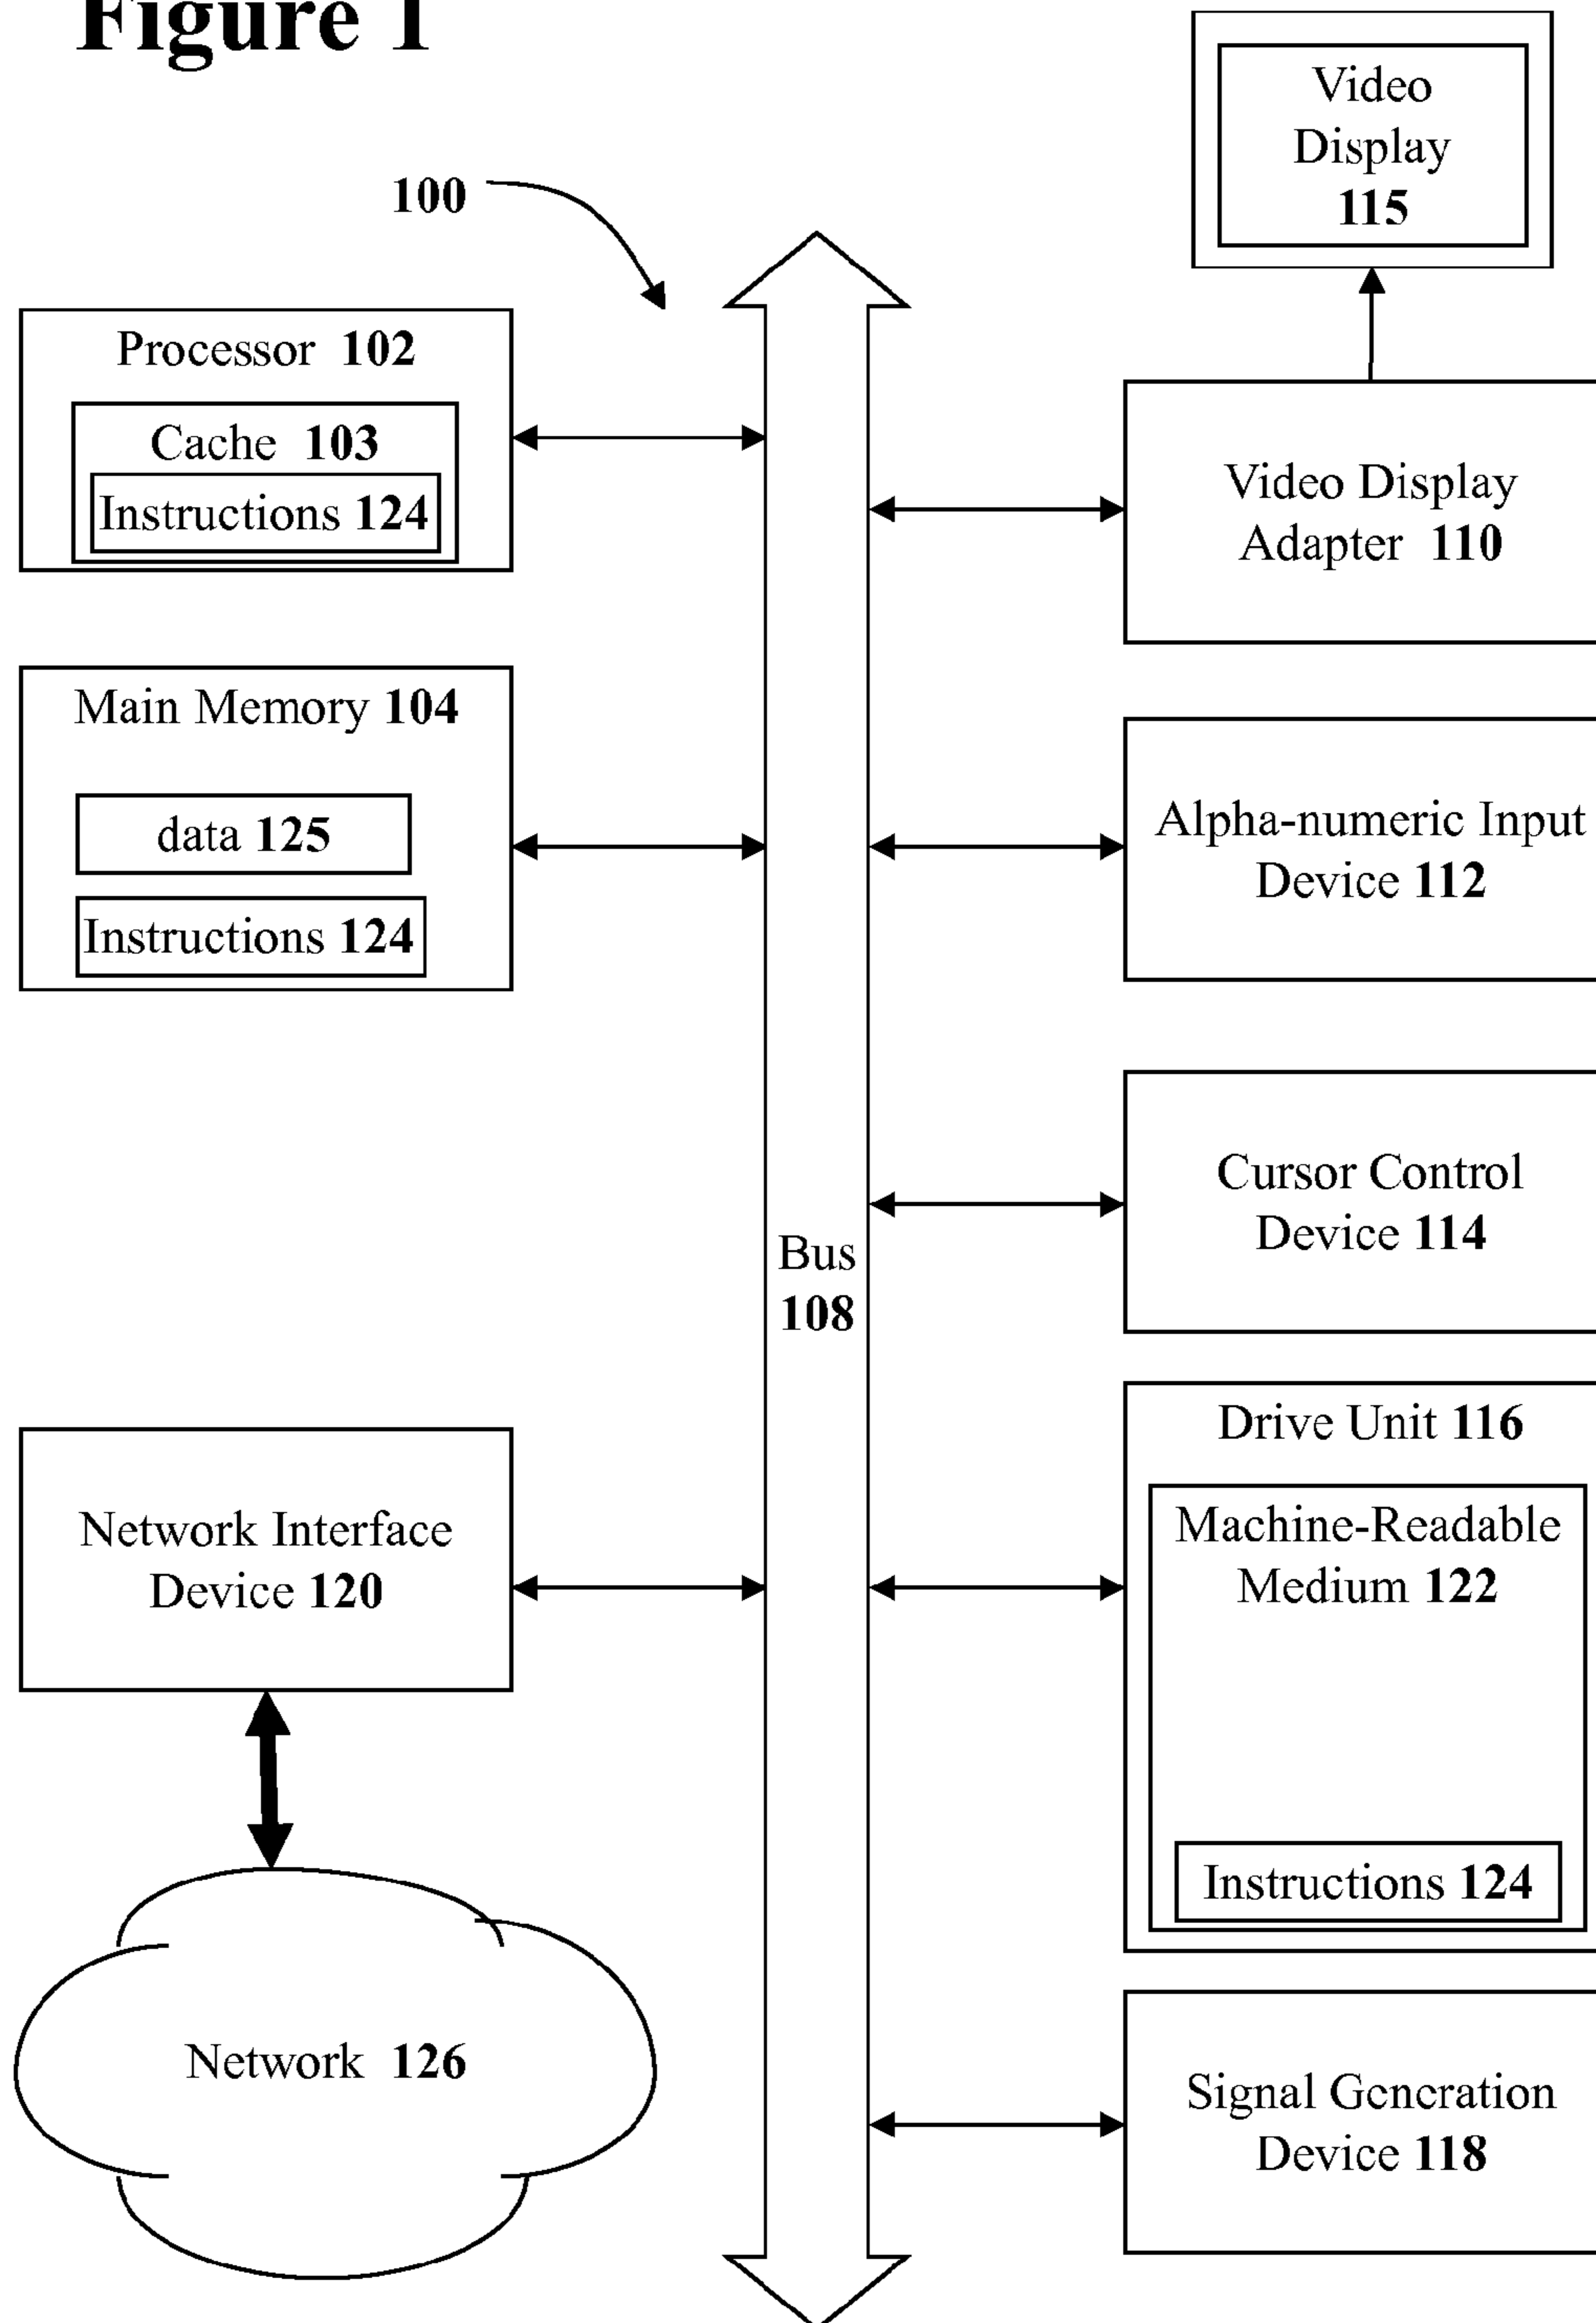 Figure 1
100
Video
Display
115
Processor 102
Cache 103
Instructions 124
Video Display
Adapter 110
Main Memory 104
data 125
Instructions 124
Alpha-numeric Input
Device 112
Cursor Control
Device 114
Bus
108
Drive Unit 116
Machine-Readable
Medium 122
Instructions 124
Network Interface
Device 120
Network 126
Signal Generation
Device 118